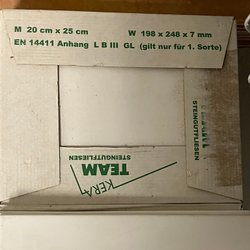 M 20 cm x 25 cm W 198 x 248 x 7 mm
EN 14411 Anhang L B III GL (gilt nur für 1. Sorte)
STEINGUTFLIESEN
STEINGUTFLIESEN
TEAM
KERA